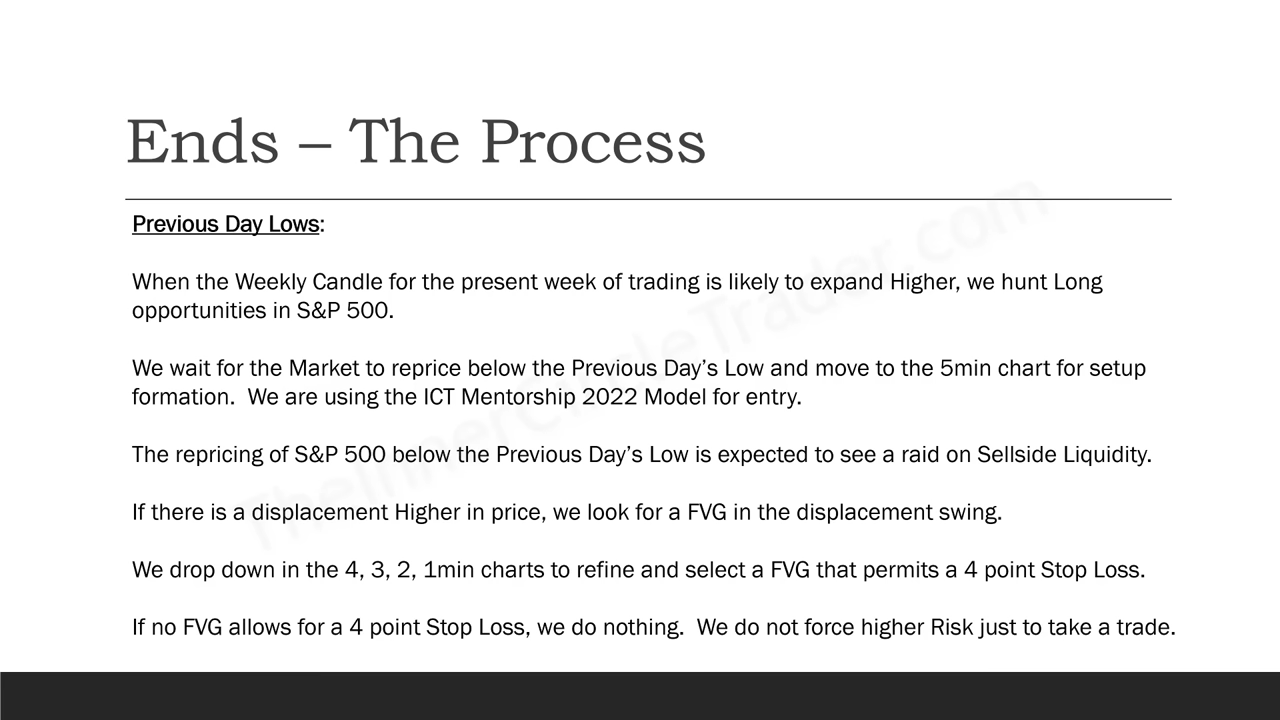 Ends – The Process
Previous Day Lows:
When the Weekly Candle for the present week of trading is likely to expand Higher, we hunt Long
opportunities in S&P 500.
We wait for the Market to reprice below the Previous Day's Low and move to the 5min chart for setup
formation.  We are using the ICT Mentorship 2022 Model for entry.
The repricing of S&P 500 below the Previous Day's Low is expected to see a raid on Sellside Liquidity.
If there is a displacement Higher in price, we look for a FVG in the displacement swing.
We drop down in the 4, 3, 2, 1min charts to refine and select a FVG that permits a 4 point Stop Loss.
If no FVG allows for a 4 point Stop Loss, we do nothing.  We do not force higher Risk just to take a trade.
TheInnerCircleTrader.com